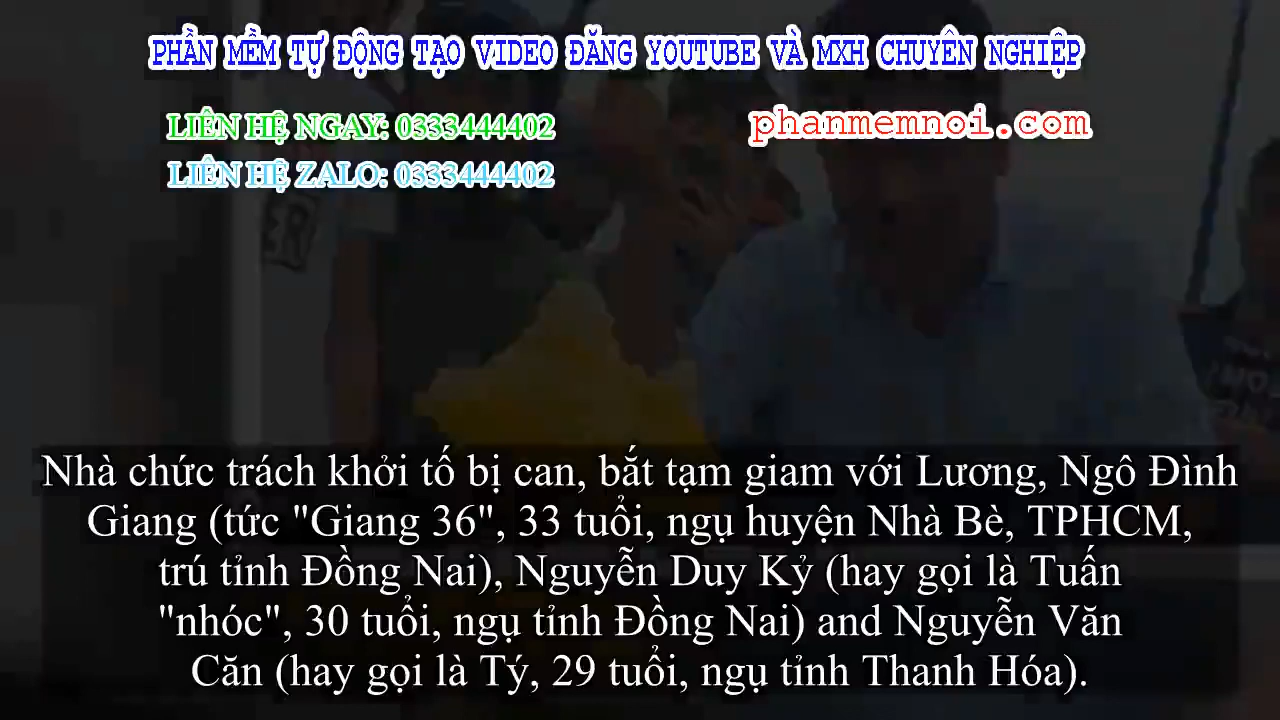 PHẦN MỀM TỰ ĐỘNG TẠO VIDEO ĐĂNG YOUTUBE VÀ MXH CHUYÊN NGHIỆP
LIÊN HỆ NGAY: 0333444402
phanmemnoi.com
LIÊN HỆ ZALO: 0333444402
Nhà chức trách khởi tố bị can, bắt tạm giam với Lương, Ngô Đình
Giang (tức "Giang 36", 33 tuổi, ngụ huyện Nhà Bè, TPHCM,
trú tỉnh Đồng Nai), Nguyễn Duy Kỷ (hay gọi là Tuấn
"nhóc", 30 tuổi, ngụ tỉnh Đồng Nai) and Nguyễn Văn
Căn (hay gọi là Tý, 29 tuổi, ngụ tỉnh Thanh Hóa).